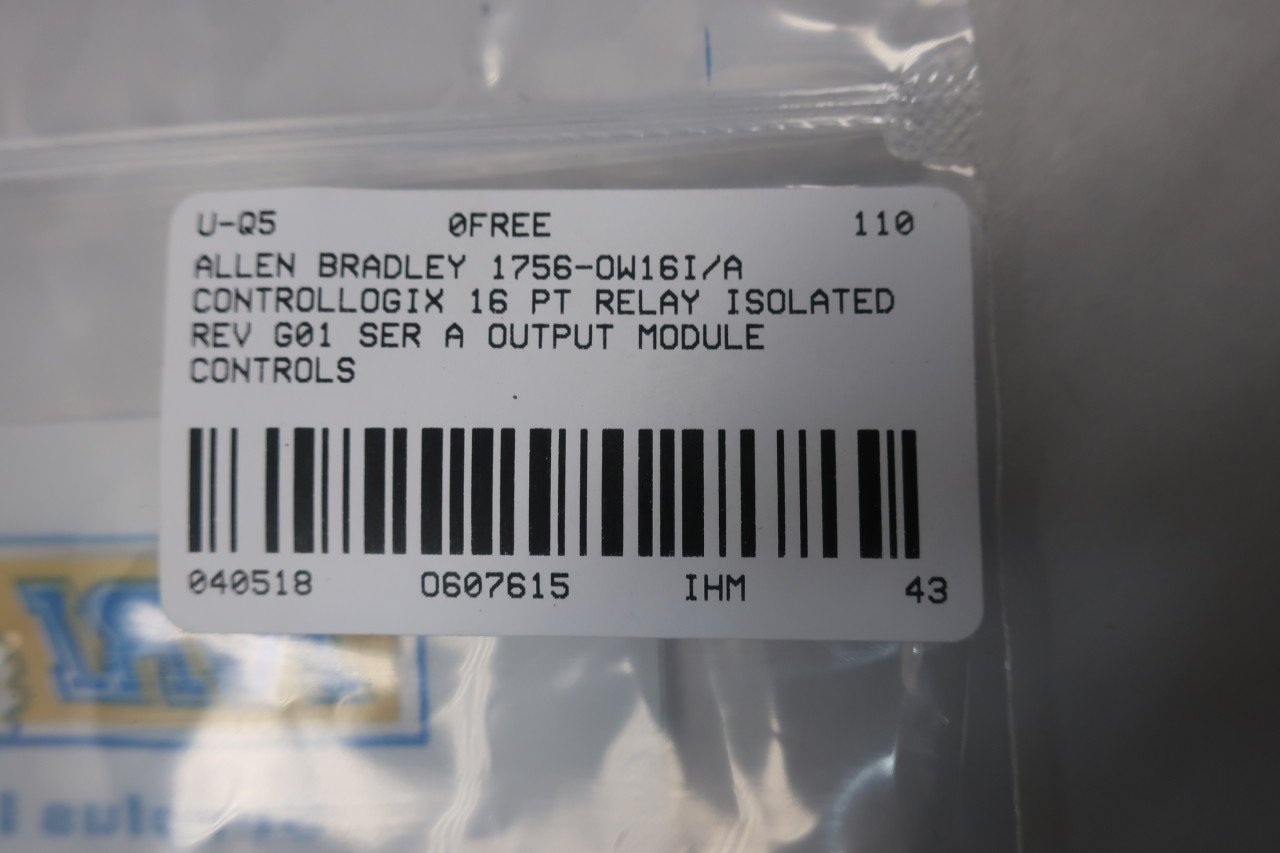 U-Q5 0FREE 110
ALLEN BRADLEY 1756-OW16I/A
CONTROLLOGIX 16 PT RELAY ISOLATED
REV G01 SER A OUTPUT MODULE
CONTROLS
040518 O607615 IHM 43